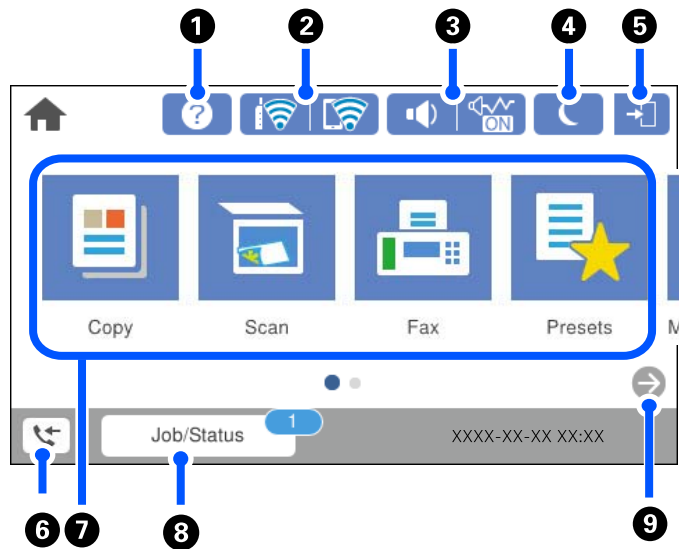 1 2 3 4 5
?
ON
Copy Scan Fax Presets M
Job/Status 1 XXXX-XX-XX XX:XX
6 7 8 9